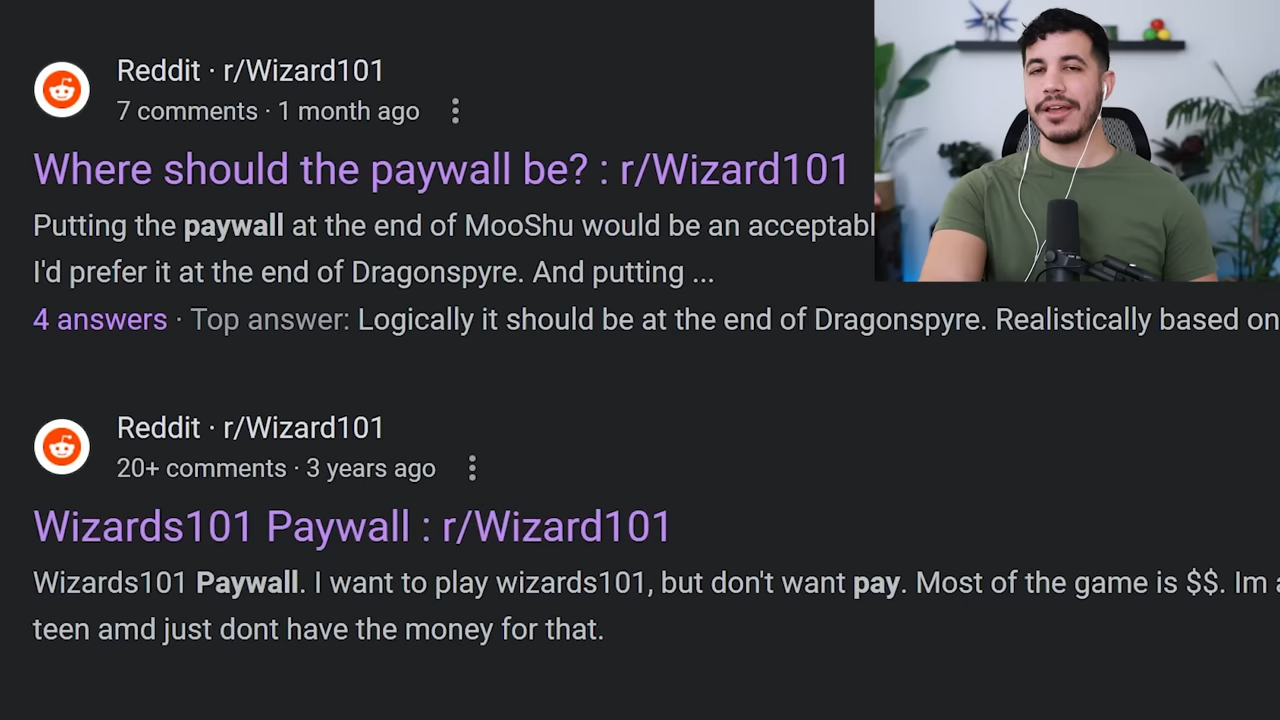 Reddit · r/Wizard101
7 comments · 1 month ago
Where should the paywall be? : r/Wizard101
Putting the paywall at the end of MooShu would be an acceptabl
I'd prefer it at the end of Dragonspyre. And putting ...
4 answers · Top answer: Logically it should be at the end of Dragonspyre. Realistically based on
Reddit · r/Wizard101
20+ comments · 3 years ago
Wizards101 Paywall : r/Wizard101
Wizards101 Paywall. I want to play wizards101, but don't want pay. Most of the game is $$. Im a
teen amd just dont have the money for that.